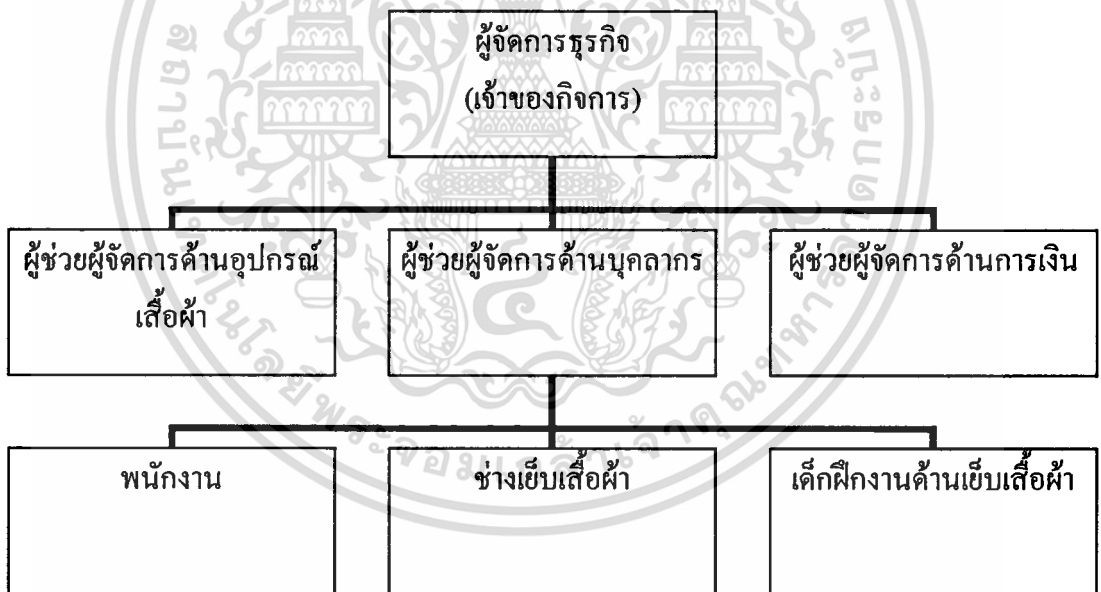 ผู้จัดการธุรกิจ
(เจ้าของกิจการ)
ผู้ช่วยผู้จัดการด้านอุปกรณ์
เสื้อผ้า
ผู้ช่วยผู้จัดการด้านบุคลากร
ผู้ช่วยผู้จัดการด้านการเงิน
พนักงาน
ช่างเย็บเสื้อผ้า
เด็กฝึกงานด้านเย็บเสื้อผ้า